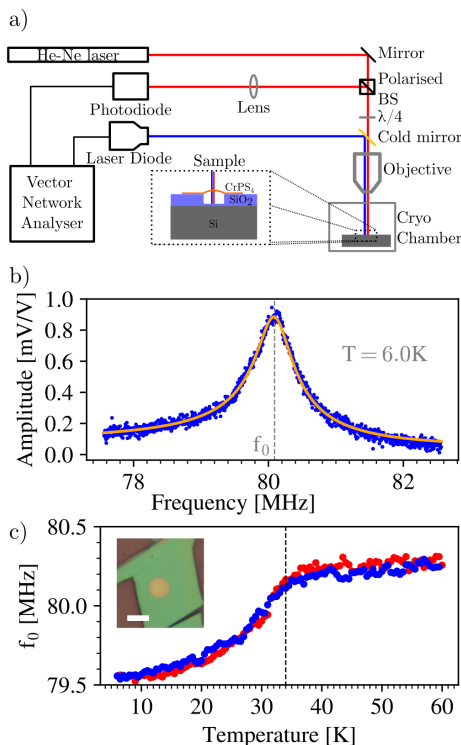 a)
He-Ne laser
Mirror
Polarised
BS
Photodiode
Lens
λ/4
Cold mirror
Laser Diode
Objective
Sample
CrPS₄
SiO₂
Si
Vector
Network
Analyser
Cryo
Chamber
b)
Amplitude [mV/V]
1.0
0.8
0.6
0.4
0.2
0.0
T = 6.0K
f₀
78 80 82
Frequency [MHz]
c)
f₀ [MHz]
80.5
80.0
79.5
0 10 20 30 40 50 60
Temperature [K]